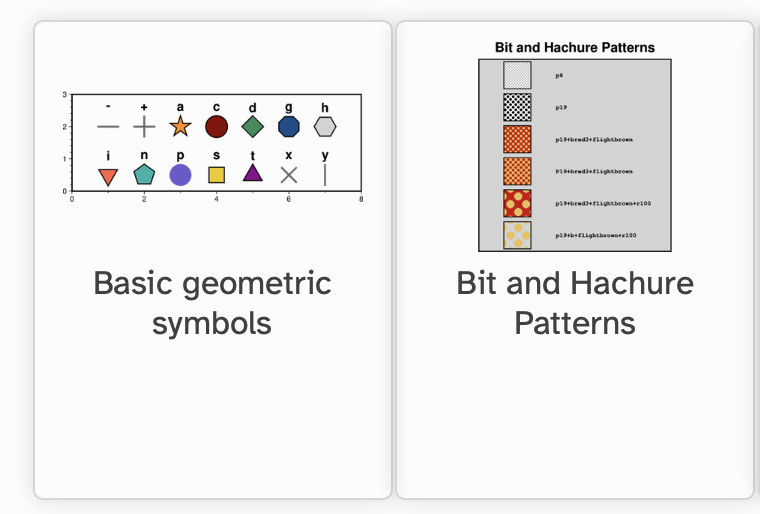 3
2
1
0
- + a c d g h
i n p s t x y
0 2 4 6 8
Basic geometric
symbols
Bit and Hachure Patterns
p8
p19
p19+bred3+flightbrown
P19+bred3+flightbrown
p19+bred3+flightbrown+r100
p19+b+flightbrown+r100
Bit and Hachure
Patterns